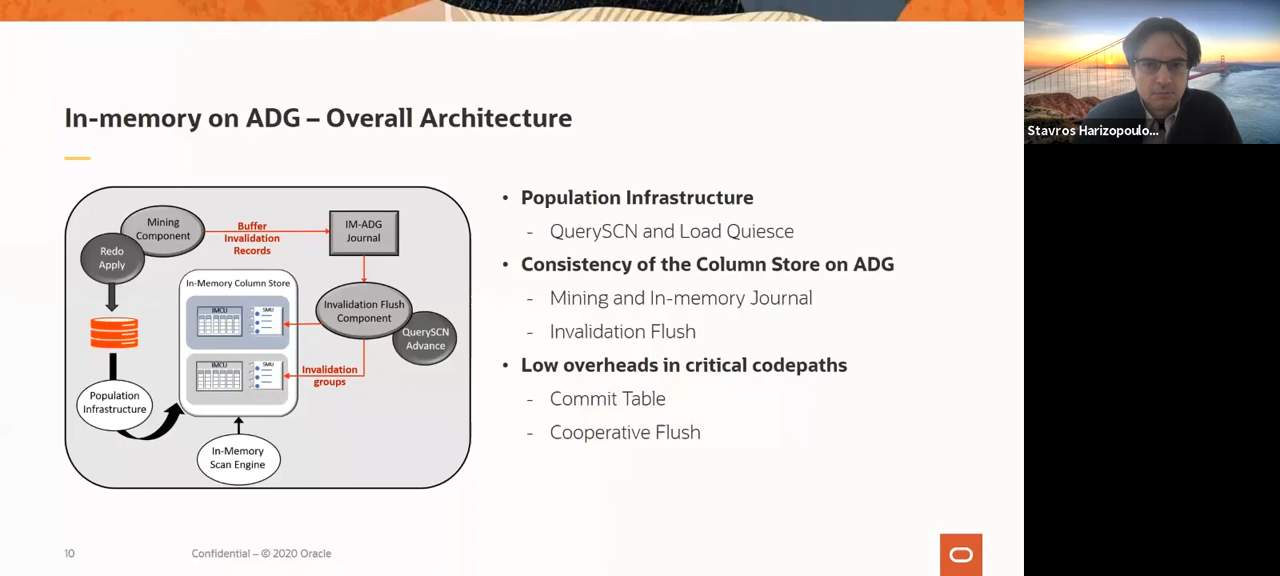 In-memory on ADG – Overall Architecture
Mining
Component
Redo
Apply
Buffer
Invalidation
Records
IM-ADG
Journal
In-Memory Column Store
IMCU
SMU
Invalidation Flush
Component
QuerySCN
Advance
IMCU
SMU
Invalidation
groups
Population
Infrastructure
In-Memory
Scan Engine
• Population Infrastructure
- QuerySCN and Load Quiesce
• Consistency of the Column Store on ADG
- Mining and In-memory Journal
- Invalidation Flush
• Low overheads in critical codepaths
- Commit Table
- Cooperative Flush
10
Confidential – © 2020 Oracle
Stavros Harizopoulo...